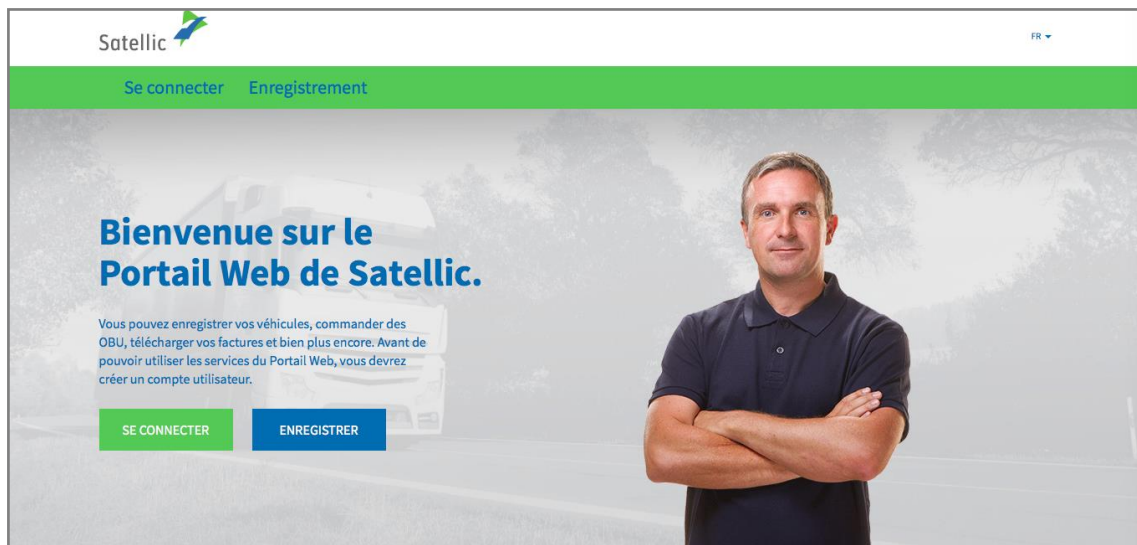 Satellic
FR
Se connecter Enregistrement
Bienvenue sur le
Portail Web de Satellic.
Vous pouvez enregistrer vos véhicules, commander des
OBU, télécharger vos factures et bien plus encore. Avant de
pouvoir utiliser les services du Portail Web, vous devrez
créer un compte utilisateur.
SE CONNECTER ENREGISTRER